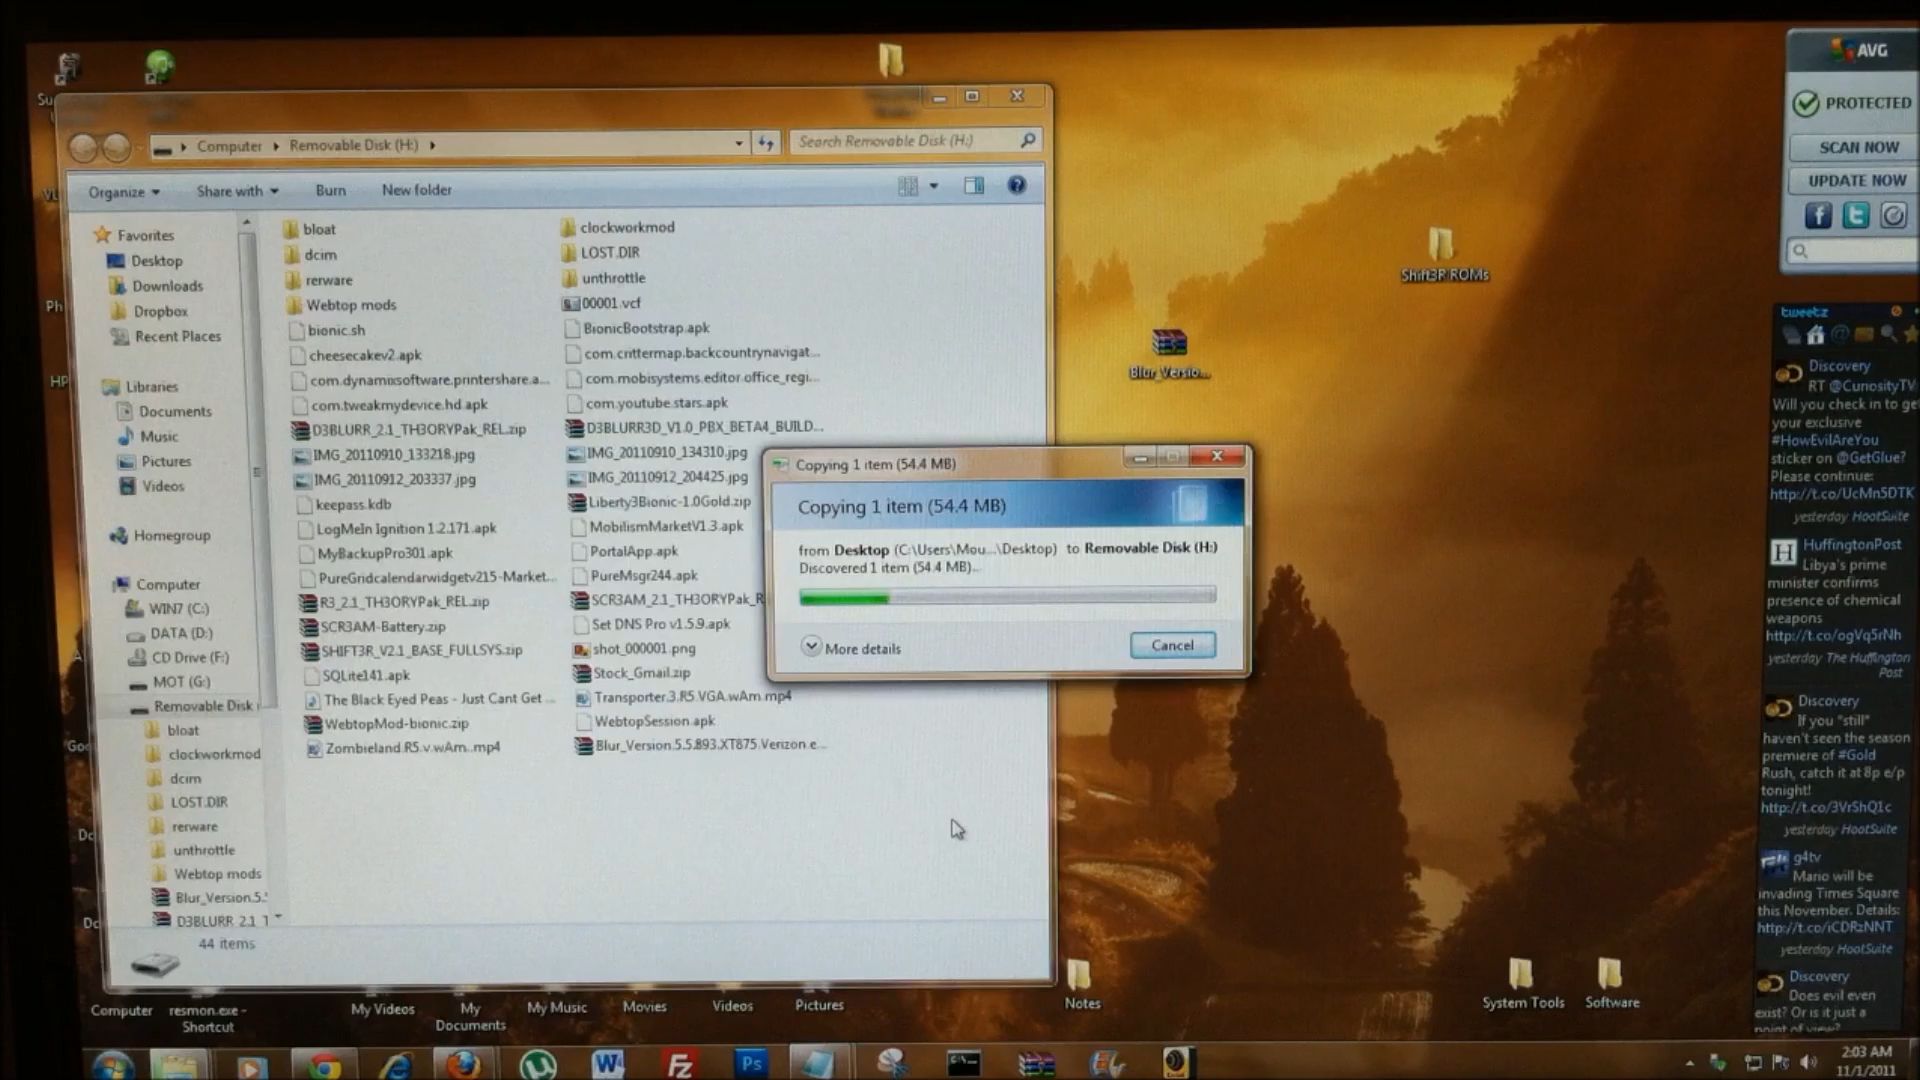 Computer
Removable Disk (H:)
Search Removable Disk (H:)
Organize
Share with
Burn
New folder
Favorites
Desktop
Downloads
Dropbox
Recent Places
Libraries
Documents
Music
Pictures
Videos
Homegroup
Computer
WIN7 (C:)
DATA (D:)
CD Drive (F:)
MOT (G:)
Removable Disk
bloat
clockworkmod
dcim
LOST.DIR
rerware
unthrottle
Webtop mods
Blur_Version.5.
D3BLURR_2.1_T
bloat
dcim
rerware
Webtop mods
bionic.sh
cheesecakev2.apk
com.dynamixsoftware.printershare.a...
com.tweakmydevice.hd.apk
D3BLURR_2.1_TH3ORYPak_REL.zip
IMG_20110910_133218.jpg
IMG_20110912_203337.jpg
keepass.kdb
LogMeIn Ignition 1.2.171.apk
MyBackupPro301.apk
PureGridcalendarwidgetv215-Market...
R3_2.1_TH3ORYPak_REL.zip
SCR3AM-Battery.zip
SHIFT3R_V2.1_BASE_FULLSYS.zip
SQLite141.apk
The Black Eyed Peas - Just Cant Get ...
WebtopMod-bionic.zip
Zombieland.R5.v.wAm..mp4
clockworkmod
LOST.DIR
unthrottle
00001.vcf
BionicBootstrap.apk
com.crittermap.backcountrynavigat...
com.mobisystems.editor.office_regi...
com.youtube.stars.apk
D3BLURR3D_V1.0_PBX_BETA4_BUILD...
IMG_20110910_134310.jpg
IMG_20110912_204425.jpg
Liberty3Bionic-1.0Gold.zip
MobilismMarketV1.3.apk
PortalApp.apk
PureMsgr244.apk
SCR3AM_2.1_TH3ORYPak_R
Set DNS Pro v1.5.9.apk
shot_000001.png
Stock_Gmail.zip
Transporter.3.R5.VGA.wAm.mp4
WebtopSession.apk
Blur_Version.5.5.893.XT875.Verizon.e...
44 items
Copying 1 item (54.4 MB)
Copying 1 item (54.4 MB)
from Desktop (C:\Users\Mou...\Desktop) to Removable Disk (H:)
Discovered 1 item (54.4 MB)...
More details
Cancel
Shift3R ROMs
Blur_Versio...
AVG
PROTECTED
SCAN NOW
UPDATE NOW
tweetz
Discovery
RT @CuriosityTV:
Will you check in to get
your exclusive
#HowEvilAreYou
sticker on @GetGlue?
Please continue:
http://t.co/UcMn5DTK
yesterday HootSuite
HuffingtonPost
Libya's prime
minister confirms
presence of chemical
weapons
http://t.co/ogVq5rNh
yesterday The Huffington
Post
Discovery
If you "still"
haven't seen the season
premiere of #Gold
Rush, catch it at 8p e/p
tonight!
http://t.co/3VrShQ1c
yesterday HootSuite
g4tv
Mario will be
invading Times Square
this November. Details:
http://t.co/iCDRzNNT
yesterday HootSuite
Discovery
Does evil even
exist? Or is it just a
point of view?
Computer
resmon.exe -
Shortcut
My Videos
My
Documents
My Music
Movies
Videos
Pictures
Notes
System Tools
Software
2:03 AM
11/1/2011